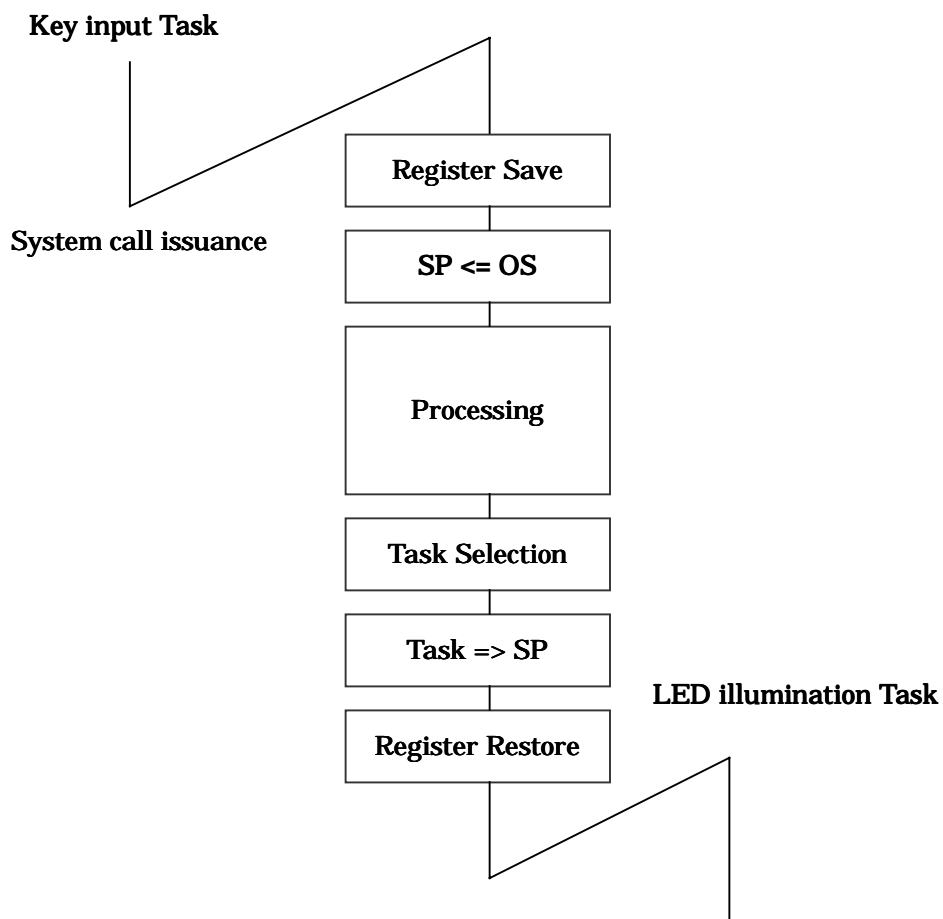 Key input Task
Register Save
System call issuance
SP <= OS
Processing
Task Selection
Task => SP
LED illumination Task
Register Restore